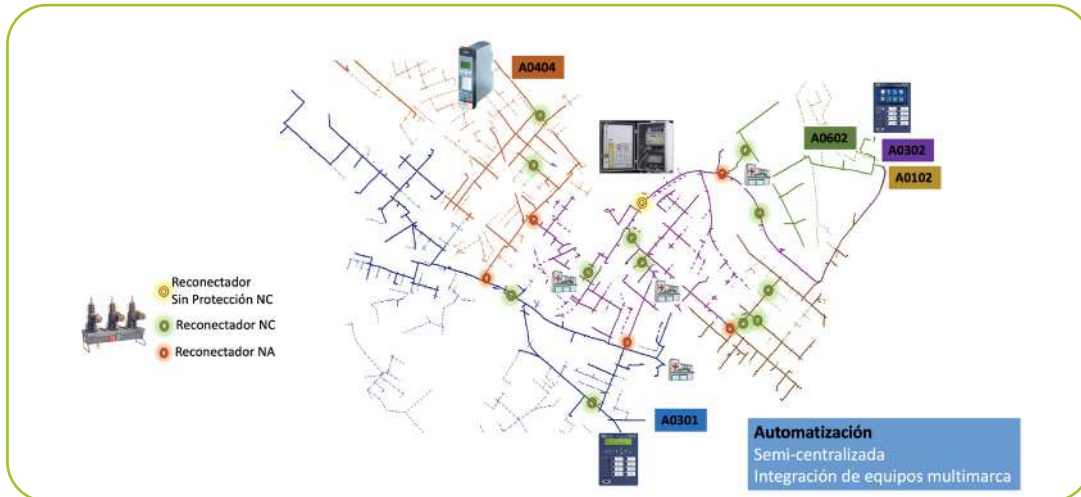 A0404
A0602
A0302
A0102
Reconectador
Sin Protección NC
Reconectador NC
Reconectador NA
A0301
Automatización
Semi-centralizada
Integración de equipos multimarca